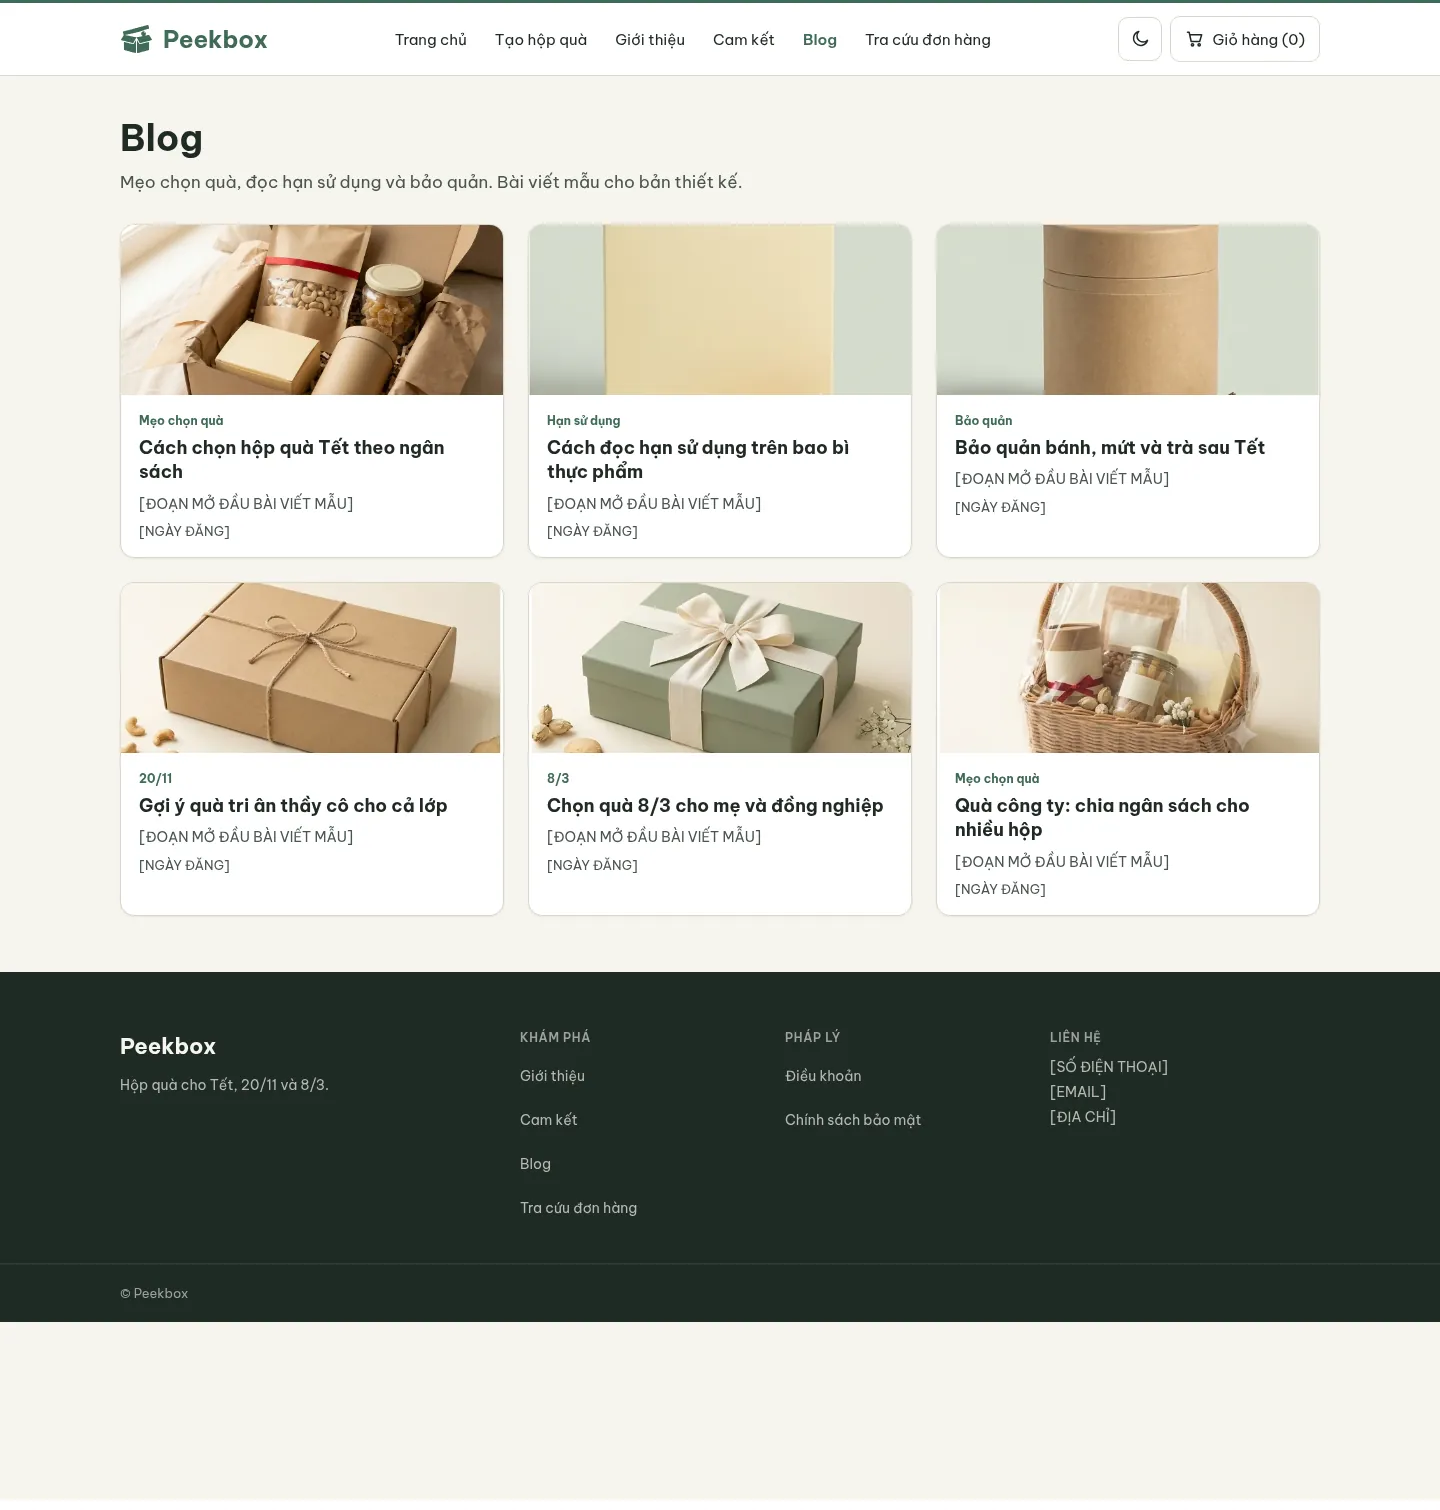 Peekbox
Trang chủ
Tạo hộp quà
Giới thiệu
Cam kết
Blog
Tra cứu đơn hàng
Giỏ hàng (0)
Blog
Mẹo chọn quà, đọc hạn sử dụng và bảo quản. Bài viết mẫu cho bản thiết kế.
Mẹo chọn quà
Cách chọn hộp quà Tết theo ngân
sách
[ĐOẠN MỞ ĐẦU BÀI VIẾT MẪU]
[NGÀY ĐĂNG]
Hạn sử dụng
Cách đọc hạn sử dụng trên bao bì
thực phẩm
[ĐOẠN MỞ ĐẦU BÀI VIẾT MẪU]
[NGÀY ĐĂNG]
Bảo quản
Bảo quản bánh, mứt và trà sau Tết
[ĐOẠN MỞ ĐẦU BÀI VIẾT MẪU]
[NGÀY ĐĂNG]
20/11
Gợi ý quà tri ân thầy cô cho cả lớp
[ĐOẠN MỞ ĐẦU BÀI VIẾT MẪU]
[NGÀY ĐĂNG]
8/3
Chọn quà 8/3 cho mẹ và đồng nghiệp
[ĐOẠN MỞ ĐẦU BÀI VIẾT MẪU]
[NGÀY ĐĂNG]
Mẹo chọn quà
Quà công ty: chia ngân sách cho
nhiều hộp
[ĐOẠN MỞ ĐẦU BÀI VIẾT MẪU]
[NGÀY ĐĂNG]
Peekbox
Hộp quà cho Tết, 20/11 và 8/3.
KHÁM PHÁ
Giới thiệu
Cam kết
Blog
Tra cứu đơn hàng
PHÁP LÝ
Điều khoản
Chính sách bảo mật
LIÊN HỆ
[SỐ ĐIỆN THOẠI]
[EMAIL]
[ĐỊA CHỈ]
© Peekbox